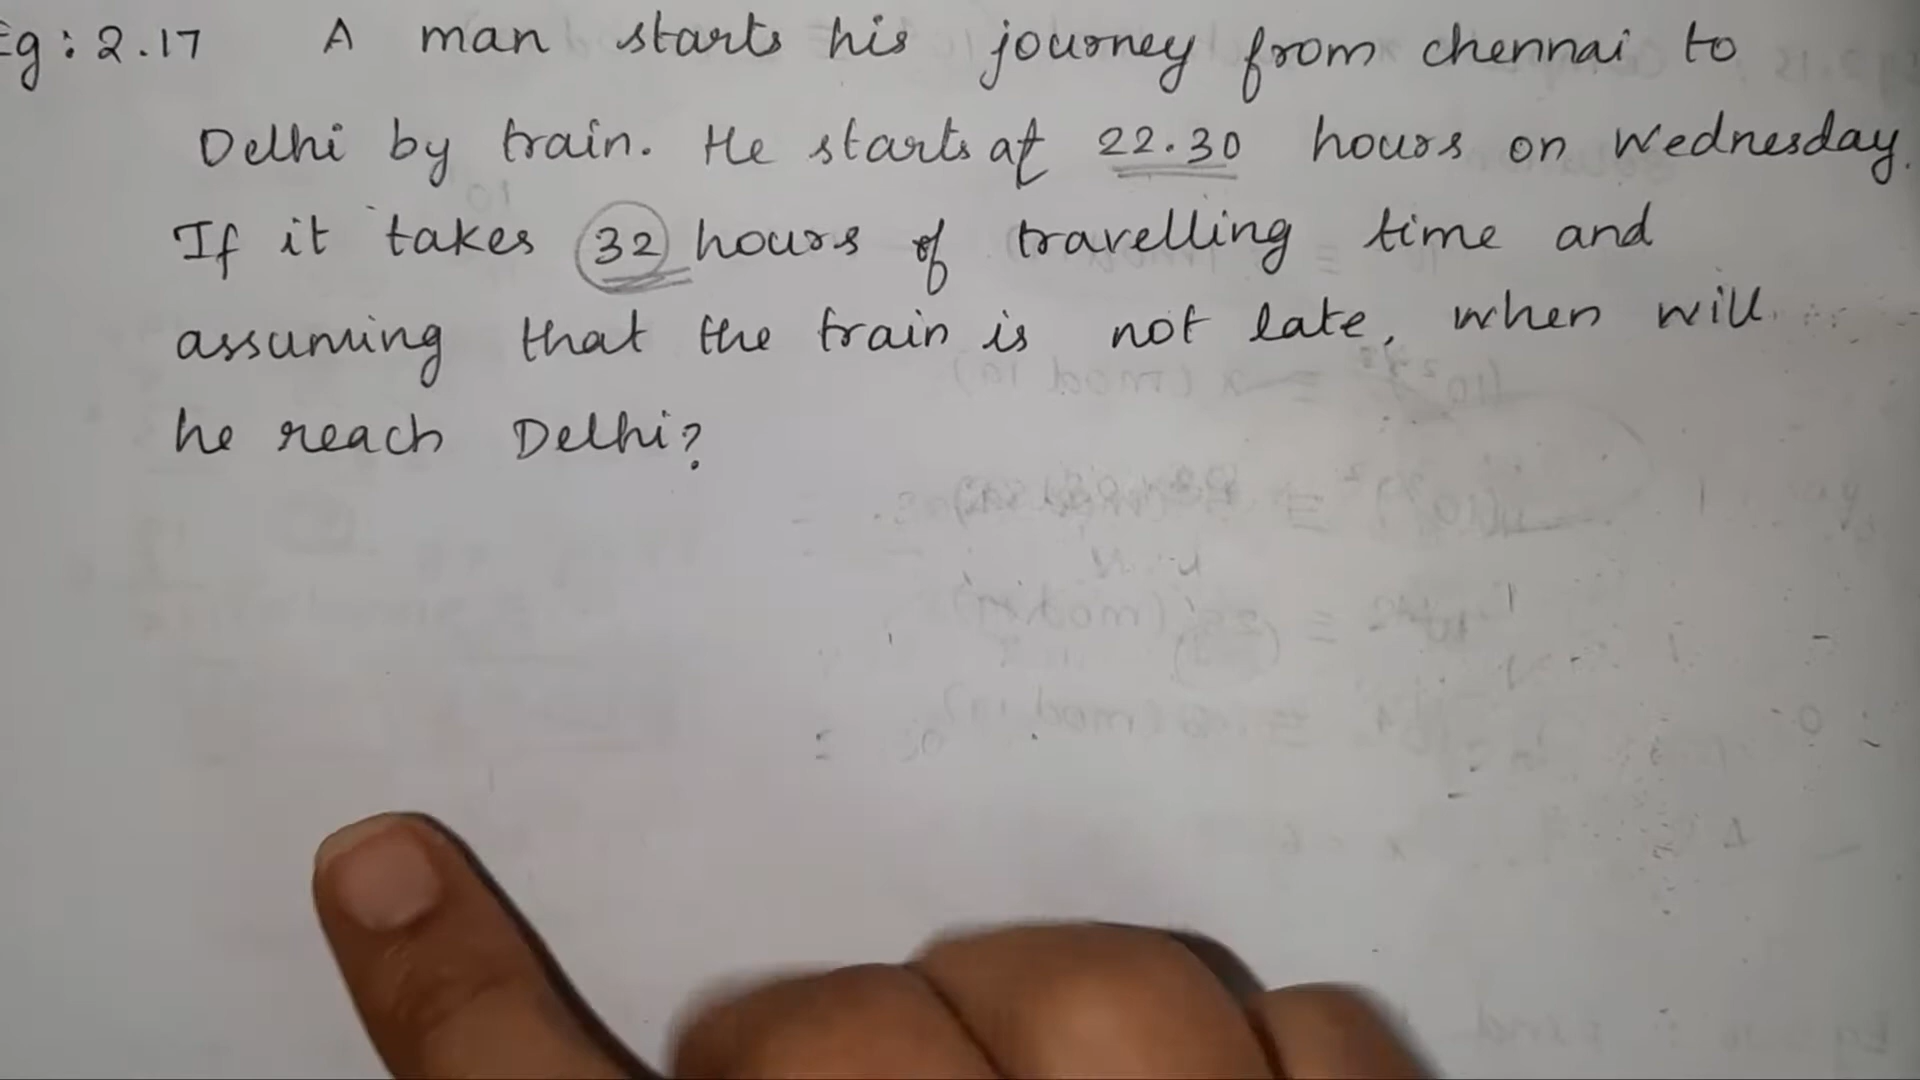 Eg: 2.17 A man starts his journey from chennai to
Delhi by train. He starts at 22.30 hours on Wednesday.
If it takes 32 hours of travelling time and
assuming that the train is not late, when will
he reach Delhi?